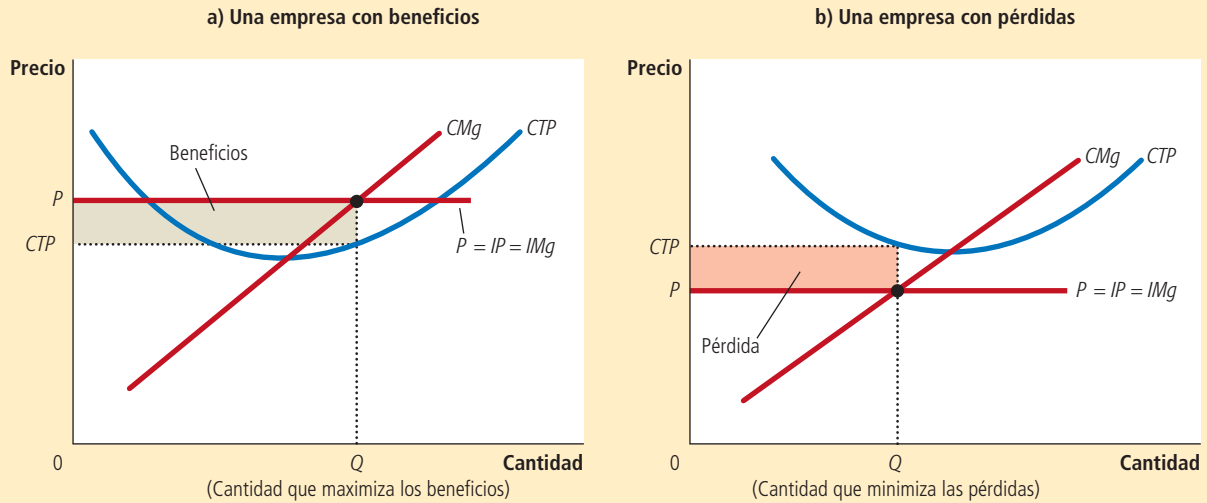 a) Una empresa con beneficios
Precio
CMg
CTP
Beneficios
P
CTP
P = IP = IMg
0
Q
Cantidad
(Cantidad que maximiza los beneficios)
b) Una empresa con pérdidas
Precio
CMg
CTP
CTP
P
P = IP = IMg
Pérdida
0
Q
Cantidad
(Cantidad que minimiza las pérdidas)